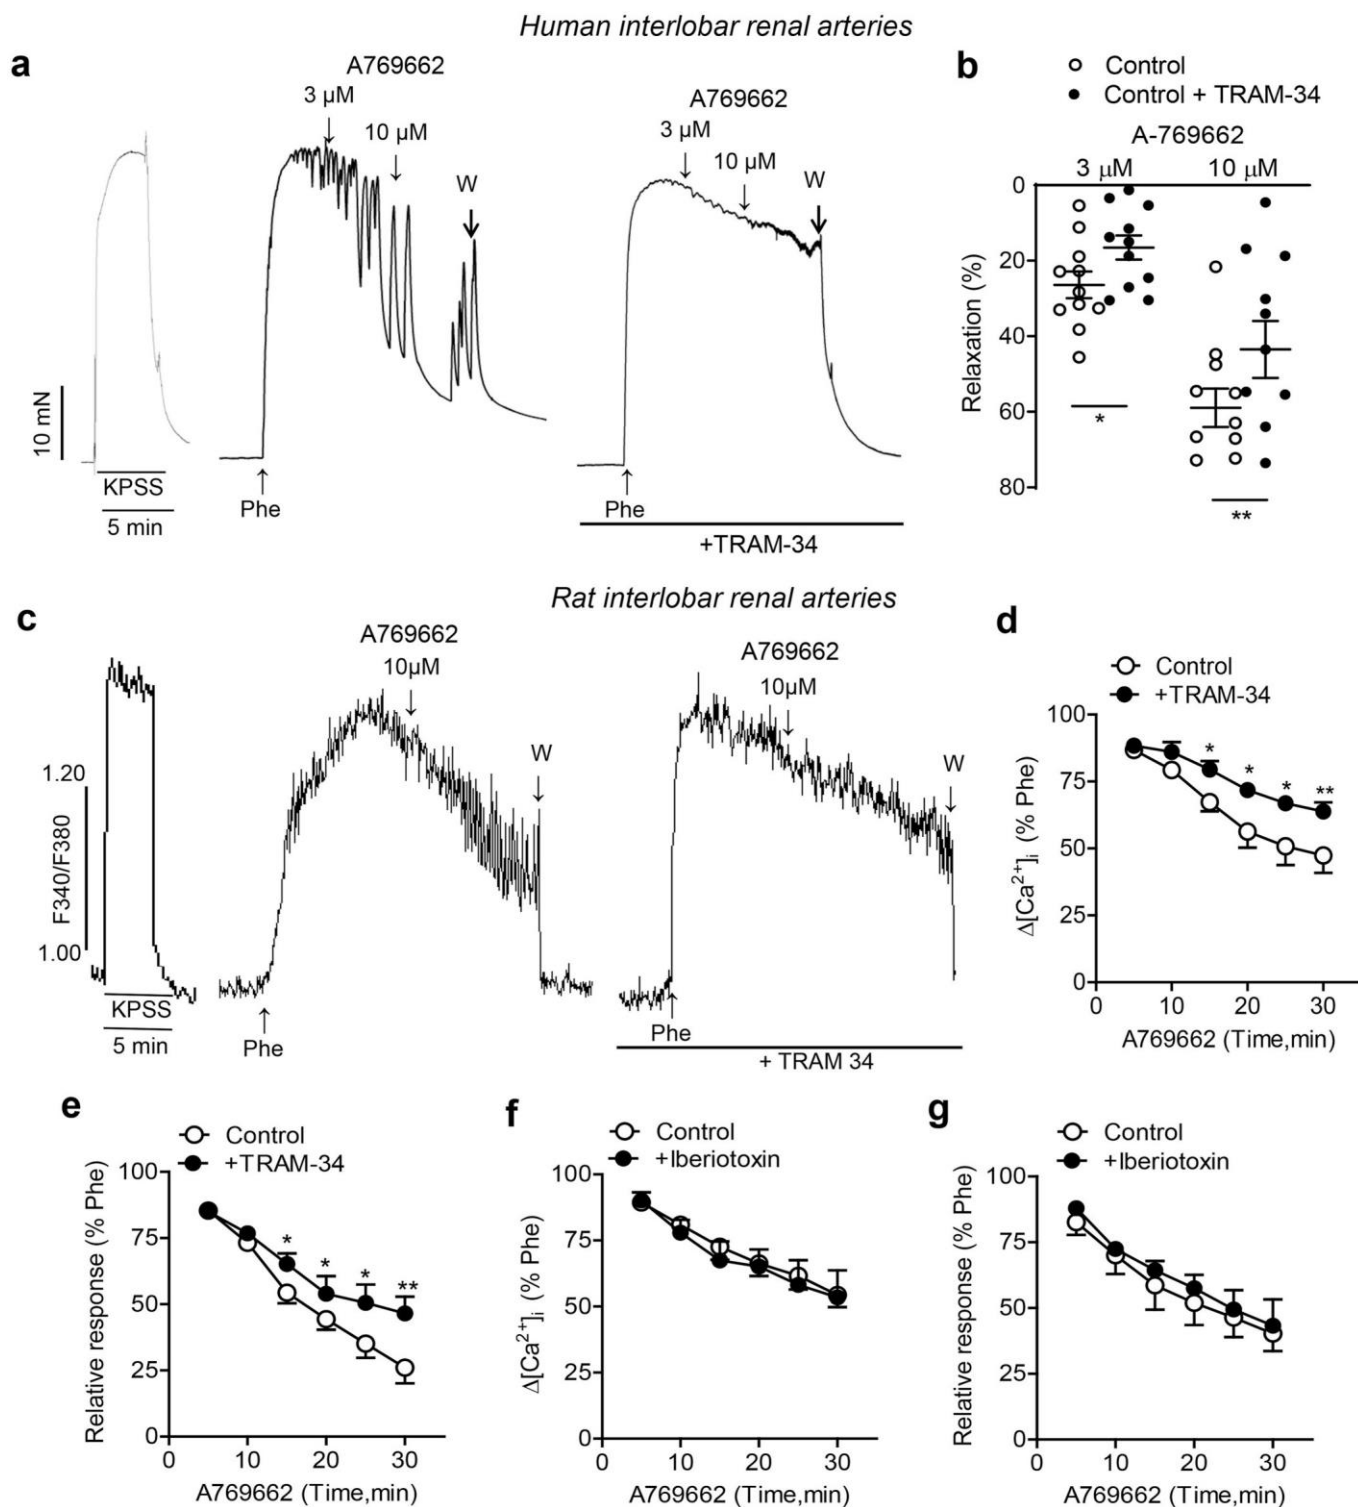 Human interlobar renal arteries
a
A769662
3 μM
10 μM
W
A769662
3 μM
10 μM
W
10 mN
KPSS
5 min
Phe
Phe
+TRAM-34
b
Control
Control + TRAM-34
A-769662
3 μM
10 μM
Relaxation (%)
0
20
40
60
80
*
**
Rat interlobar renal arteries
c
A769662
10μM
W
A769662
10μM
W
1.20
F340/F380
1.00
KPSS
5 min
Phe
Phe
+ TRAM 34
d
Control
+TRAM-34
Δ[Ca²⁺]ᵢ (% Phe)
100
75
50
25
0
* * * **
0 10 20 30
A769662 (Time,min)
e
Control
+TRAM-34
Relative response (% Phe)
100
75
50
25
0
* * * **
0 10 20 30
A769662 (Time,min)
f
Control
+Iberiotoxin
Δ[Ca²⁺]ᵢ (% Phe)
100
75
50
25
0
0 10 20 30
A769662 (Time,min)
g
Control
+Iberiotoxin
Relative response (% Phe)
100
75
50
25
0
0 10 20 30
A769662 (Time,min)